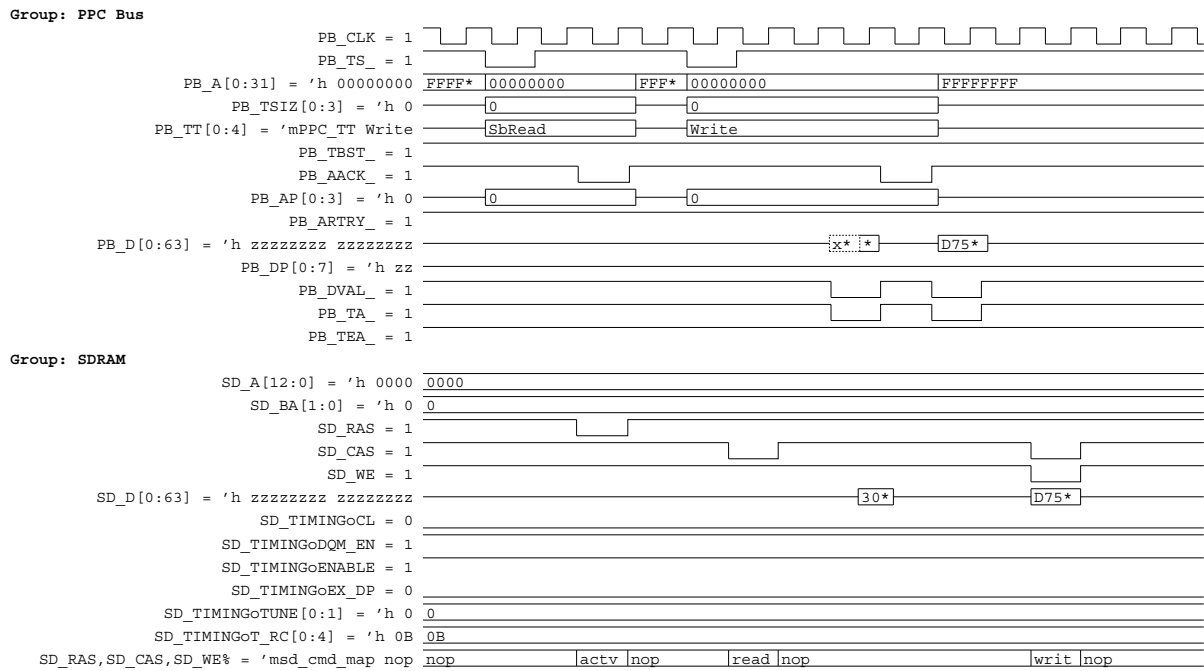 Group: PPC Bus
PB_CLK = 1
PB_TS_ = 1
PB_A[0:31] = 'h 00000000 FFFF* 00000000 FFF* 00000000 FFFFFFFF
PB_TSIZ[0:3] = 'h 0 0 0
PB_TT[0:4] = 'mPPC_TT Write SbRead Write
PB_TBST_ = 1
PB_AACK_ = 1
PB_AP[0:3] = 'h 0 0 0
PB_ARTRY_ = 1
PB_D[0:63] = 'h zzzzzzzz zzzzzzzz x* * D75*
PB_DP[0:7] = 'h zz
PB_DVAL_ = 1
PB_TA_ = 1
PB_TEA_ = 1
Group: SDRAM
SD_A[12:0] = 'h 0000 0000
SD_BA[1:0] = 'h 0 0
SD_RAS = 1
SD_CAS = 1
SD_WE = 1
SD_D[0:63] = 'h zzzzzzzz zzzzzzzz 30* D75*
SD_TIMINGoCL = 0
SD_TIMINGoDQM_EN = 1
SD_TIMINGoENABLE = 1
SD_TIMINGoEX_DP = 0
SD_TIMINGoTUNE[0:1] = 'h 0 0
SD_TIMINGoT_RC[0:4] = 'h 0B 0B
SD_RAS,SD_CAS,SD_WE% = 'msd_cmd_map nop nop actv nop read nop writ nop